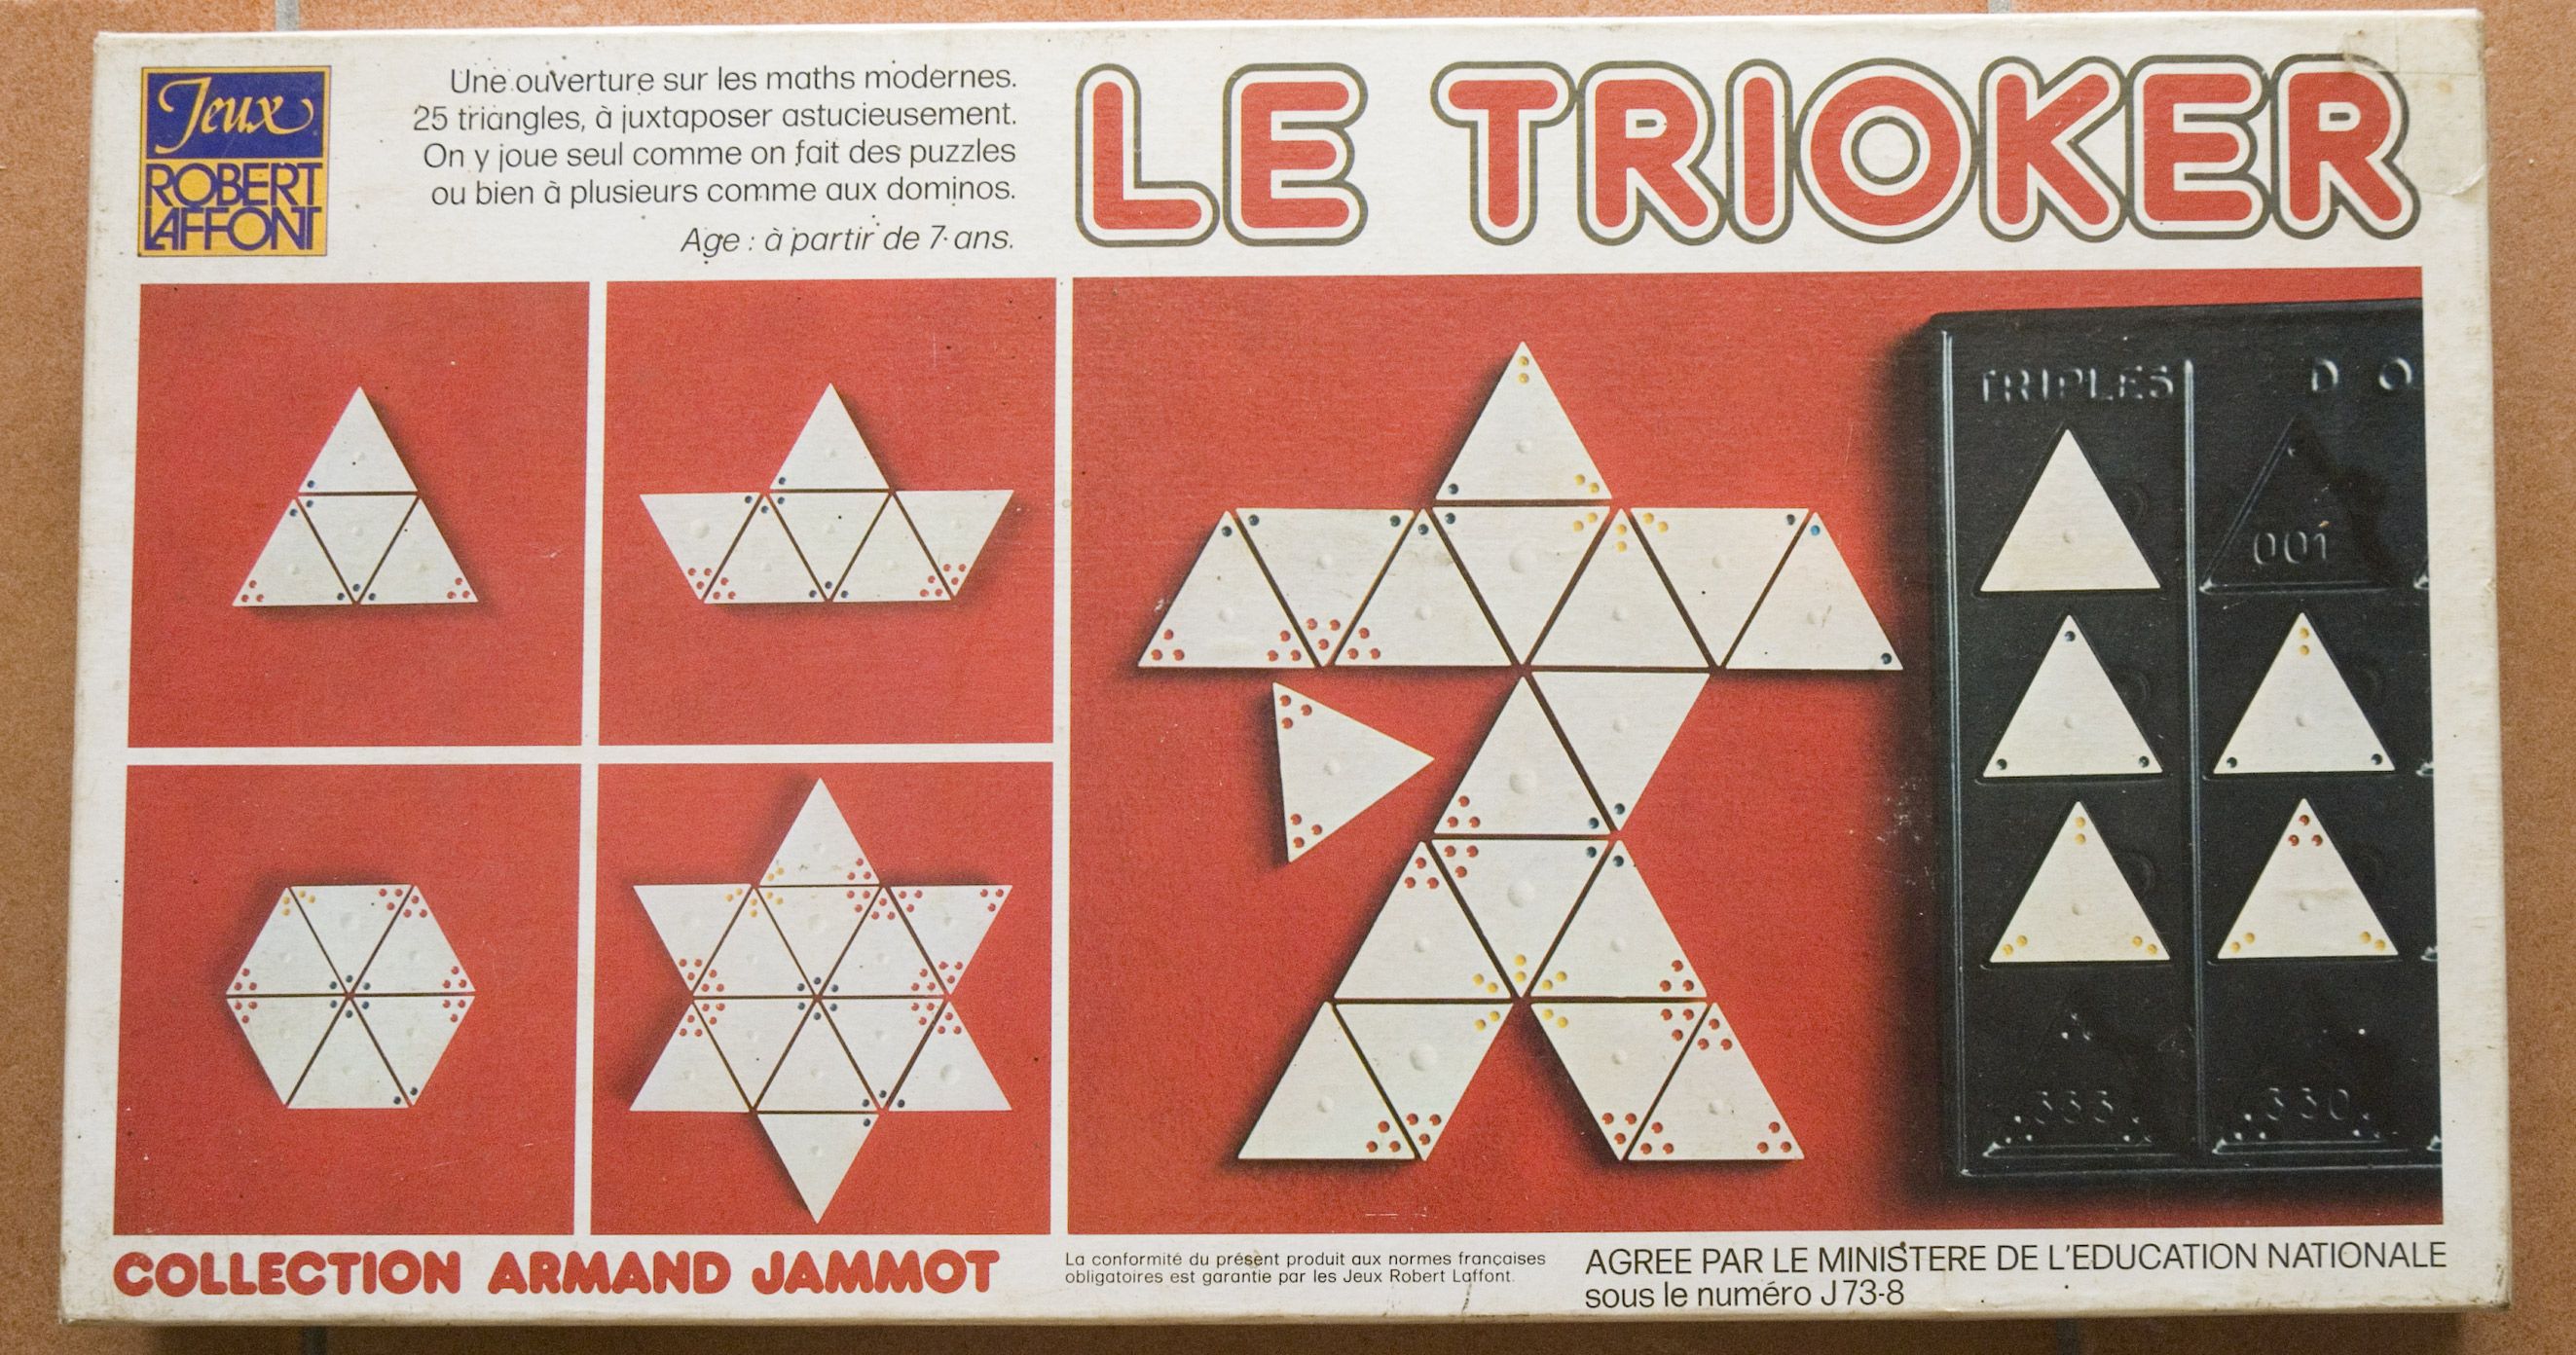 Jeux
ROBERT
LAFFONT
Une ouverture sur les maths modernes.
25 triangles, à juxtaposer astucieusement.
On y joue seul comme on fait des puzzles
ou bien à plusieurs comme aux dominos.
Age : à partir de 7 ans.
LE TRIOKER
TRIPLES
D O
001
333
330
COLLECTION ARMAND JAMMOT
La conformité du présent produit aux normes françaises
obligatoires est garantie par les Jeux Robert Laffont.
AGREE PAR LE MINISTERE DE L'EDUCATION NATIONALE
sous le numéro J 73-8